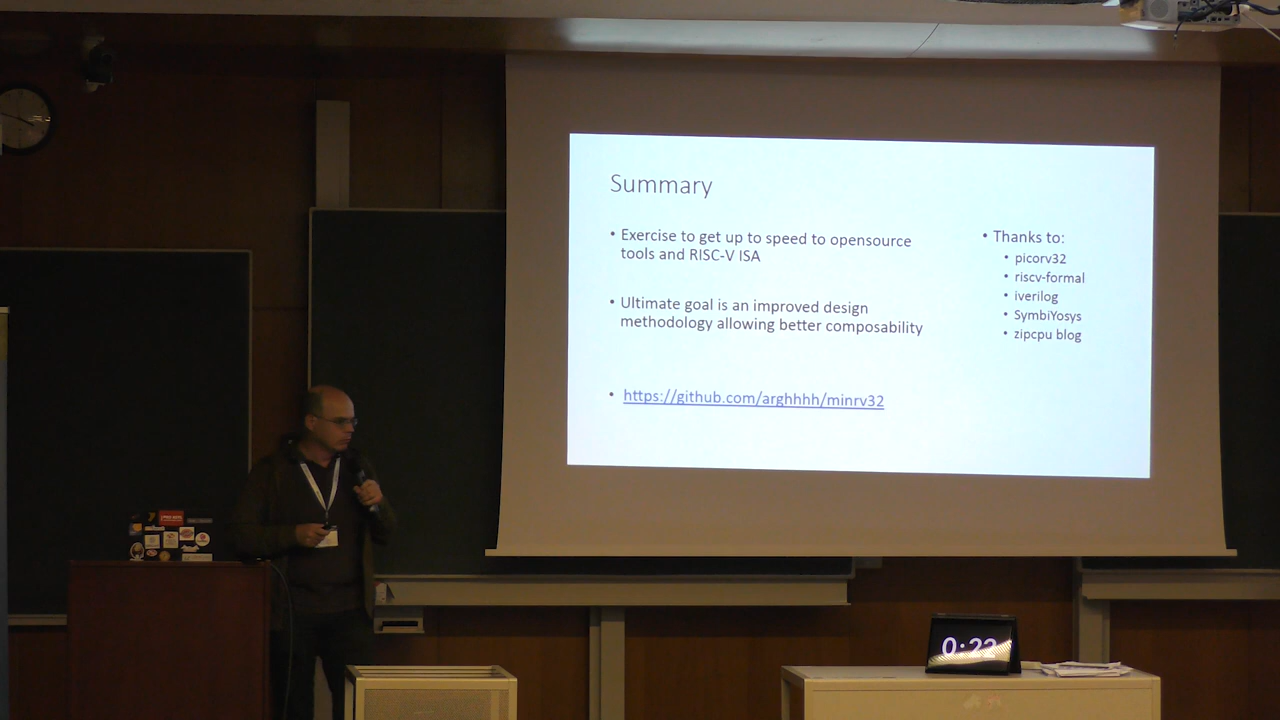 Summary
• Exercise to get up to speed to opensource
tools and RISC-V ISA
• Ultimate goal is an improved design
methodology allowing better composability
• https://github.com/arghhhh/minrv32
• Thanks to:
• picorv32
• riscv-formal
• iverilog
• SymbiYosys
• zipcpu blog
0:22